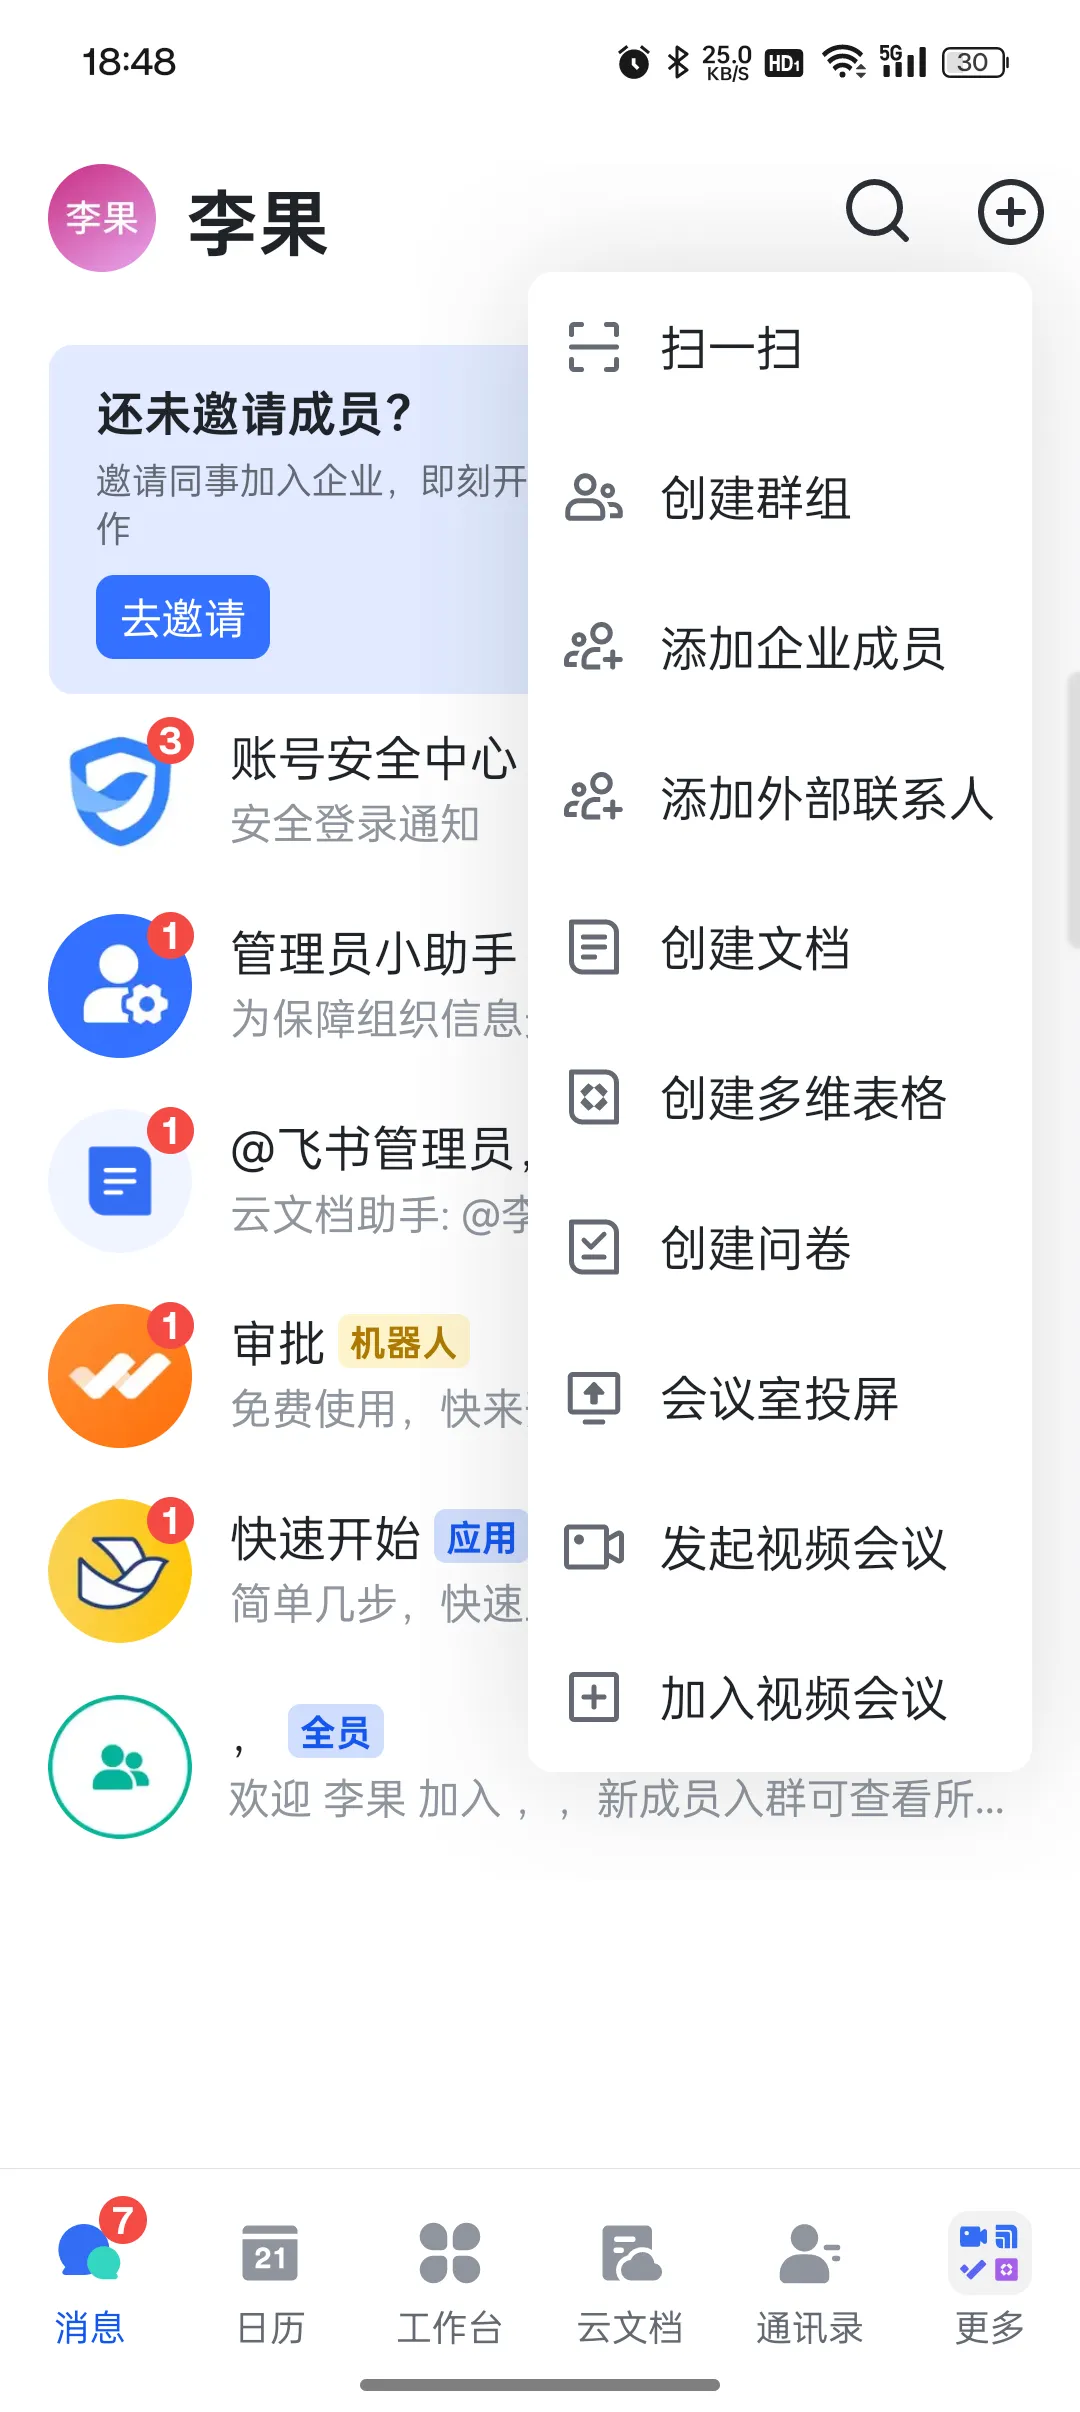 18:48
25.0
KB/S
HD1
5G
30
李果
李果
还未邀请成员?
邀请同事加入企业，即刻开
作
去邀请
扫一扫
创建群组
添加企业成员
添加外部联系人
创建文档
创建多维表格
创建问卷
会议室投屏
发起视频会议
加入视频会议
3
账号安全中心
安全登录通知
1
管理员小助手
为保障组织信息
1
@飞书管理员,
云文档助手: @李
1
审批 机器人
免费使用，快来
1
快速开始 应用
简单几步，快速
， 全员
欢迎 李果 加入 ，，新成员入群可查看所...
7
消息
21
日历
工作台
云文档
通讯录
更多